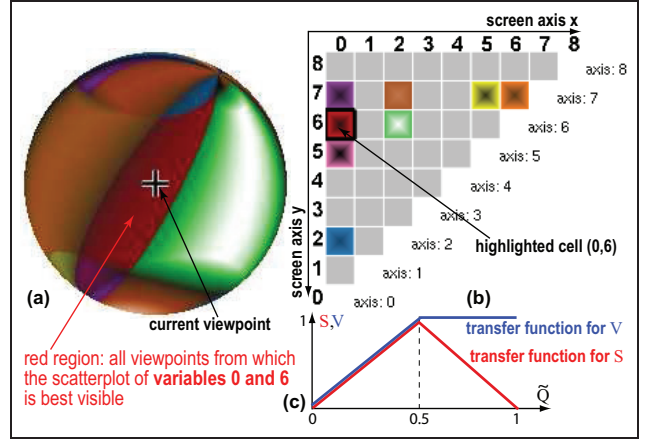 screen axis x
0 1 2 3 4 5 6 7 8
8 axis: 8
7 axis: 7
6 axis: 6
5 axis: 5
4 axis: 4
3 axis: 3
2 axis: 2
1 axis: 1
0 axis: 0
screen axis y
highlighted cell (0,6)
(a)
current viewpoint
red region: all viewpoints from which
the scatterplot of variables 0 and 6
is best visible
(b)
1 S,V
transfer function for V
transfer function for S
(c)
Q̃
0 0.5 1